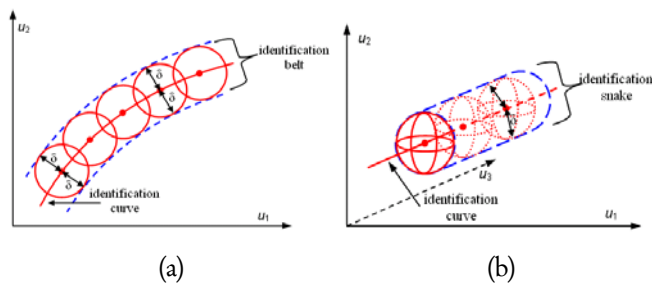 u₂
identification
belt
δ
δ
δ
δ
identification
curve
u₁
(a)
u₂
identification
snake
δ
u₃
identification
curve
u₁
(b)